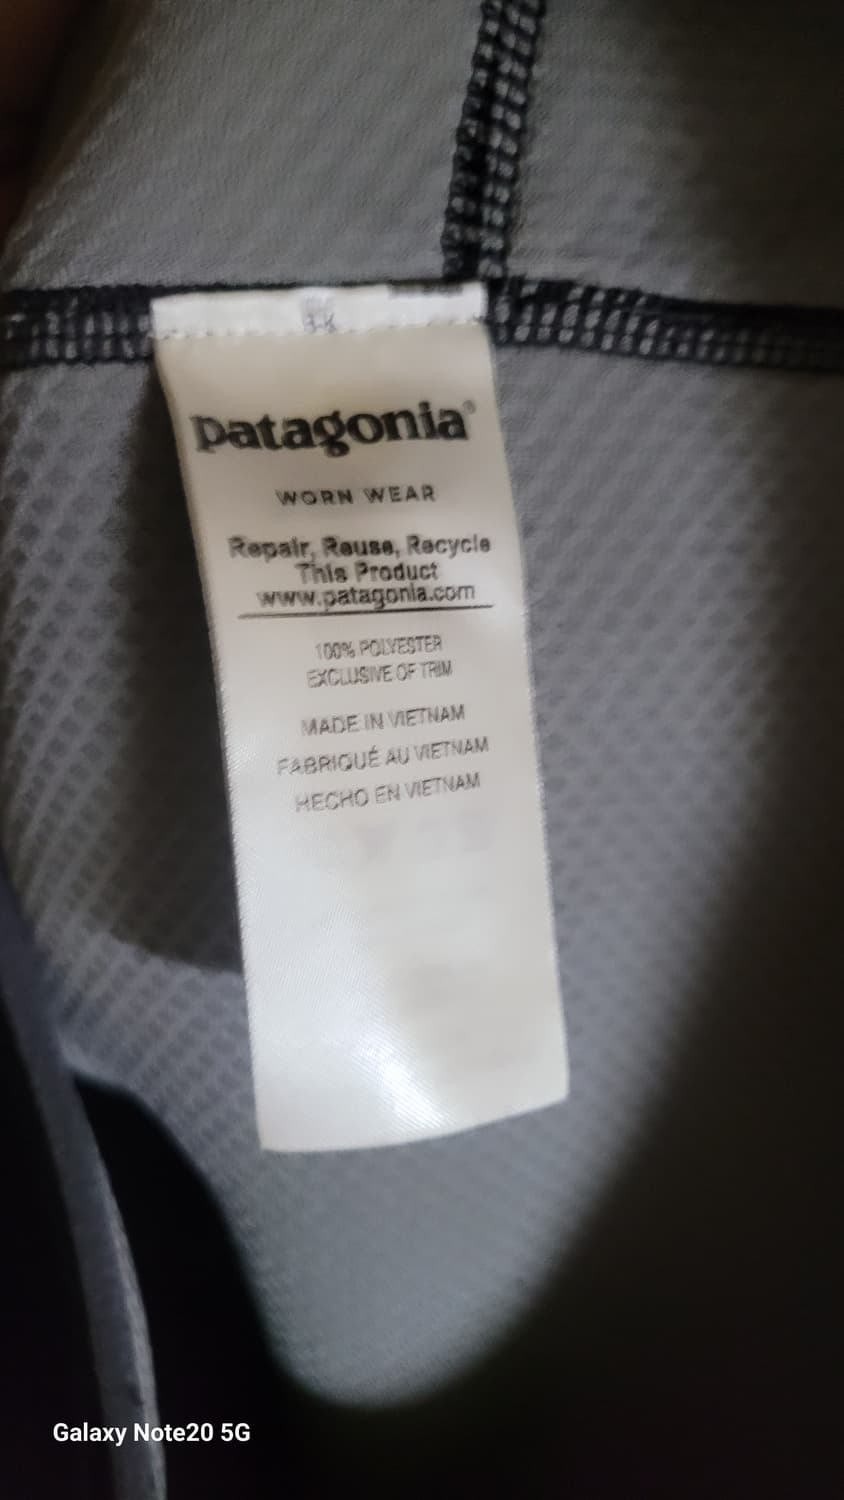 patagonia®
WORN WEAR
Repair, Reuse, Recycle
This Product
www.patagonia.com
100% POLYESTER
EXCLUSIVE OF TRIM
MADE IN VIETNAM
FABRIQUÉ AU VIETNAM
HECHO EN VIETNAM
Galaxy Note20 5G